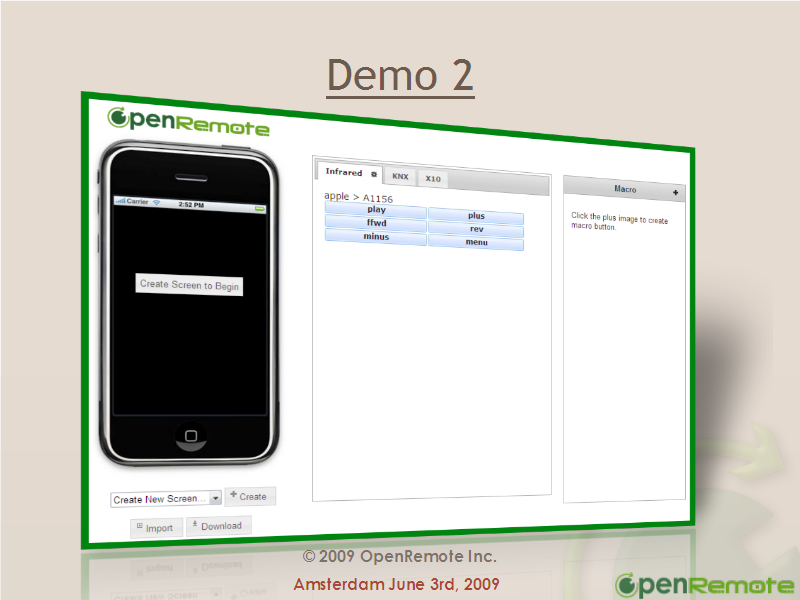 Demo 2
OpenRemote
Carrier 2:52 PM
Create Screen to Begin
Create New Screen... Create
Import Download
Infrared KNX X10
apple > A1156
play plus
ffwd rev
minus menu
Macro +
Click the plus image to create
macro button.
© 2009 OpenRemote Inc.
Amsterdam June 3rd, 2009
OpenRemote